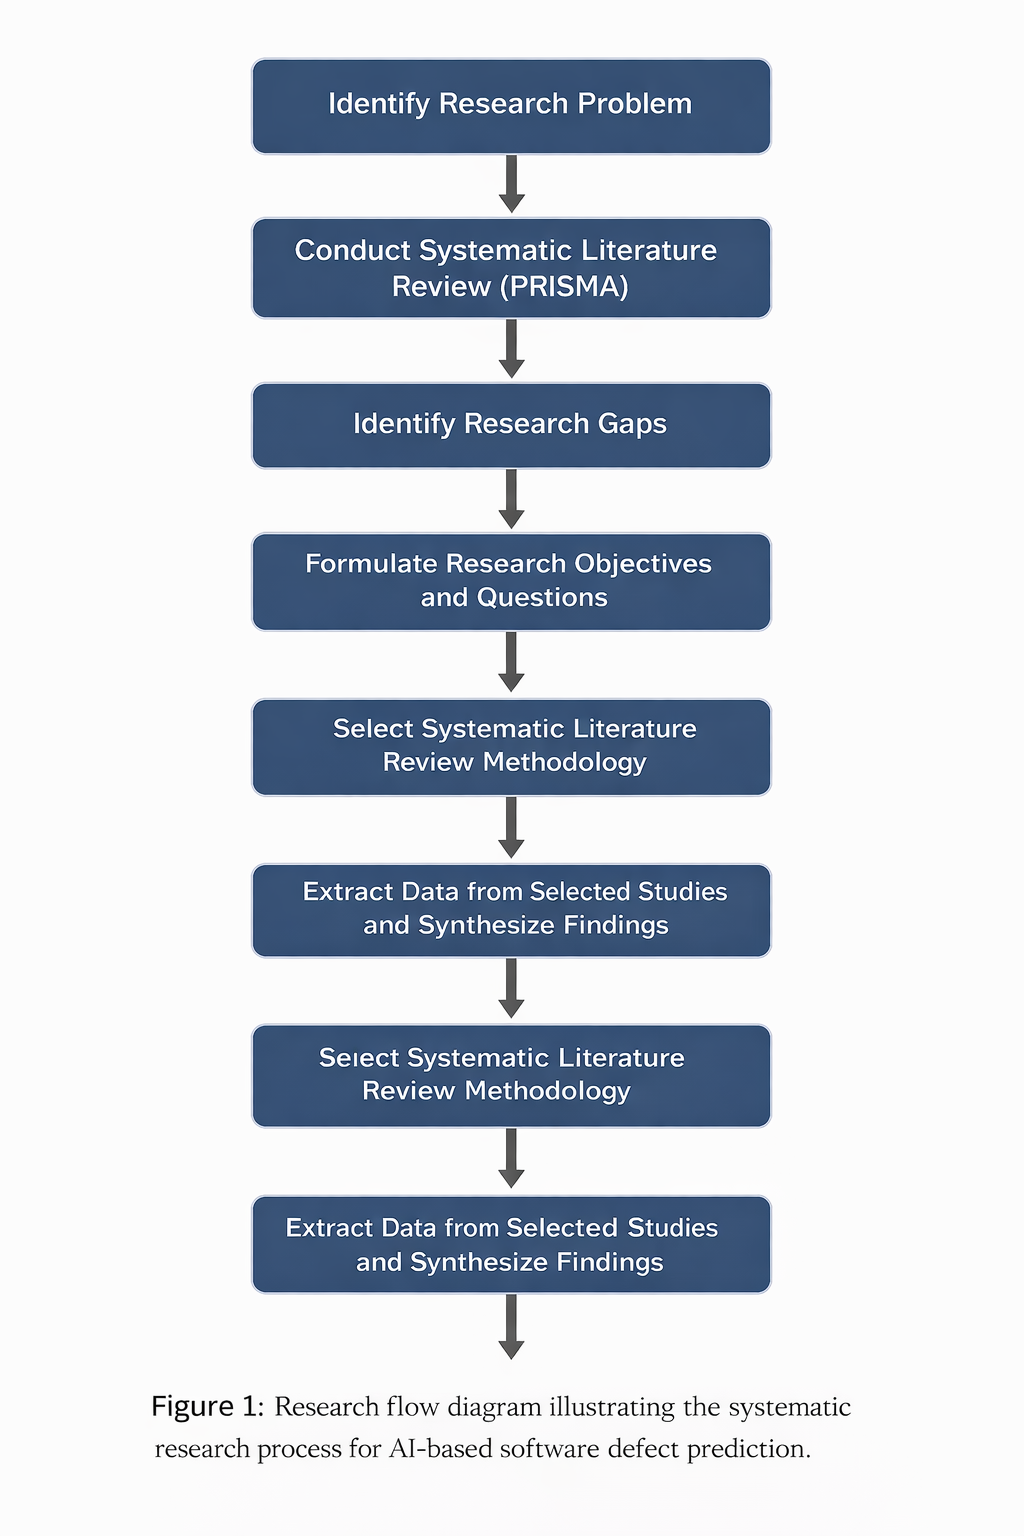 Identify Research Problem
Conduct Systematic Literature
Review (PRISMA)
Identify Research Gaps
Formulate Research Objectives
and Questions
Select Systematic Literature
Review Methodology
Extract Data from Selected Studies
and Synthesize Findings
Select Systematic Literature
Review Methodology
Extract Data from Selected Studies
and Synthesize Findings
Figure 1: Research flow diagram illustrating the systematic
research process for AI-based software defect prediction.